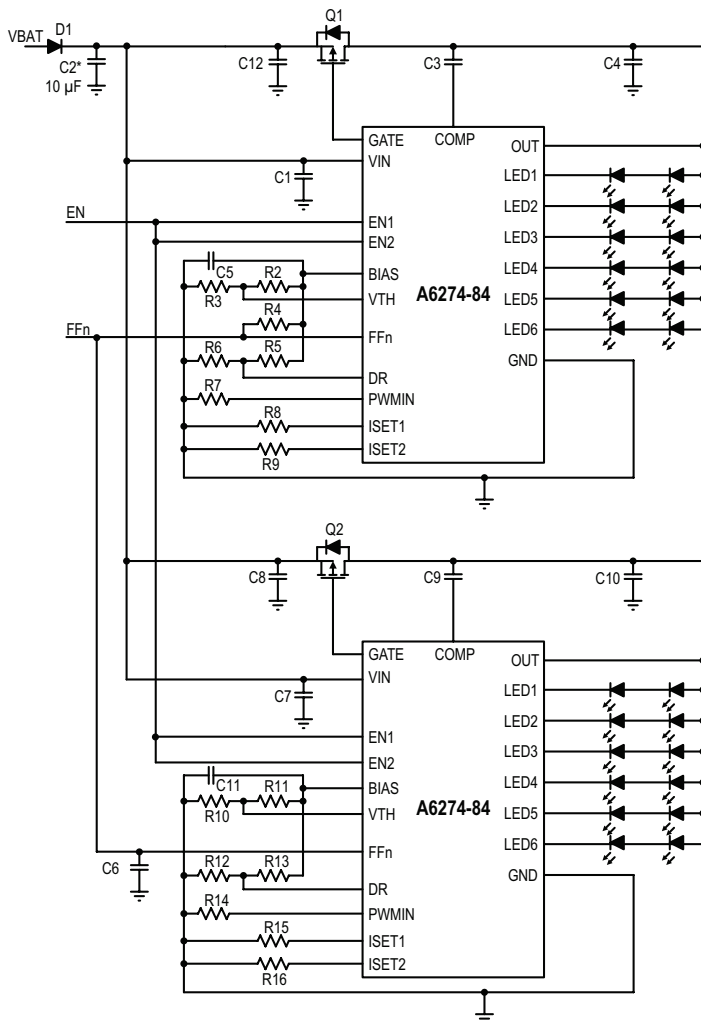 Q1
VBAT
D1
C2*
10 µF
C12
C3
C4
GATE
COMP
OUT
VIN
C1
LED1
EN
EN1
LED2
EN2
LED3
C5
R2
BIAS
LED4
R3
VTH
A6274-84
LED5
R4
FFn
FFn
LED6
R6
R5
GND
DR
R7
PWMIN
R8
ISET1
ISET2
R9
Q2
C8
C9
C10
GATE
COMP
OUT
VIN
C7
LED1
LED2
EN1
LED3
EN2
C11
R11
BIAS
LED4
R10
VTH
A6274-84
LED5
FFn
LED6
C6
R12
R13
GND
DR
R14
PWMIN
R15
ISET1
ISET2
R16